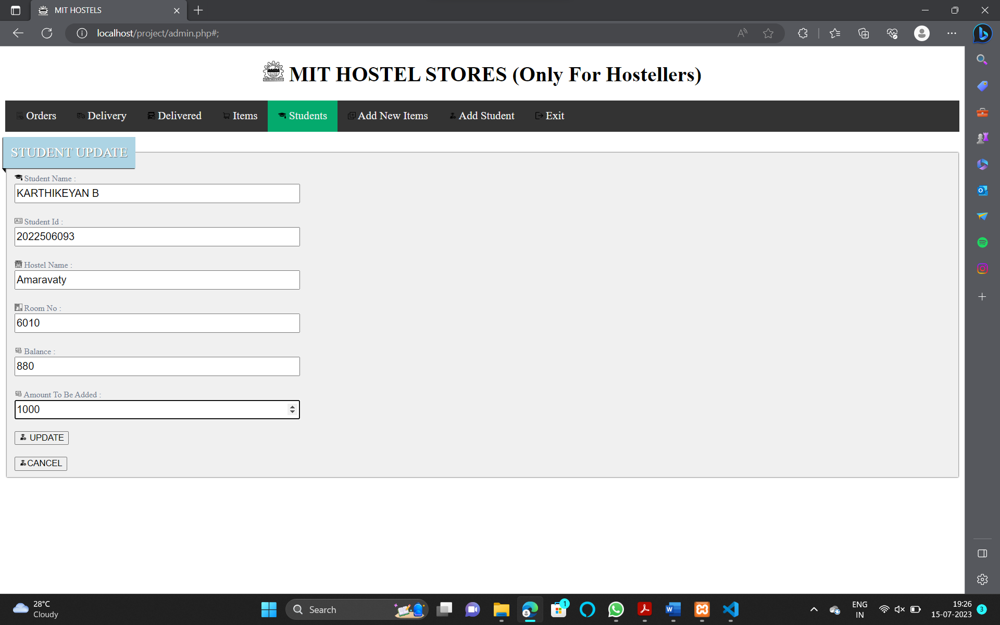 MIT HOSTELS
localhost/project/admin.php#;
MIT HOSTEL STORES (Only For Hostellers)
Orders Delivery Delivered Items Students Add New Items Add Student Exit
STUDENT UPDATE
Student Name :
KARTHIKEYAN B
Student Id :
2022506093
Hostel Name :
Amaravaty
Room No :
6010
Balance :
880
Amount To Be Added :
1000
UPDATE
CANCEL
28°C
Cloudy
Search
1
ENG
IN
19:26
15-07-2023
3